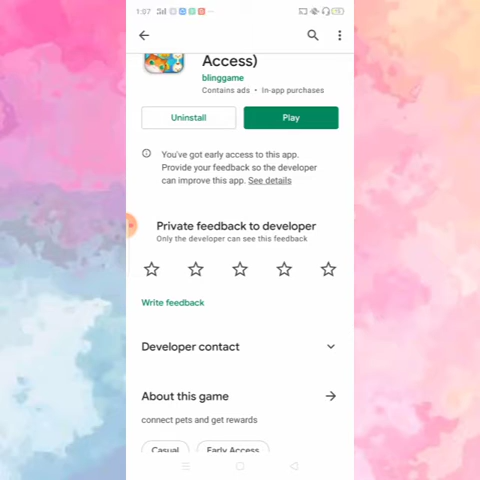 1:07
Access)
blinggame
Contains ads • In-app purchases
Uninstall
Play
You've got early access to this app.
Provide your feedback so the developer
can improve this app. See details
Private feedback to developer
Only the developer can see this feedback
Write feedback
Developer contact
About this game
connect pets and get rewards
Casual
Early Access